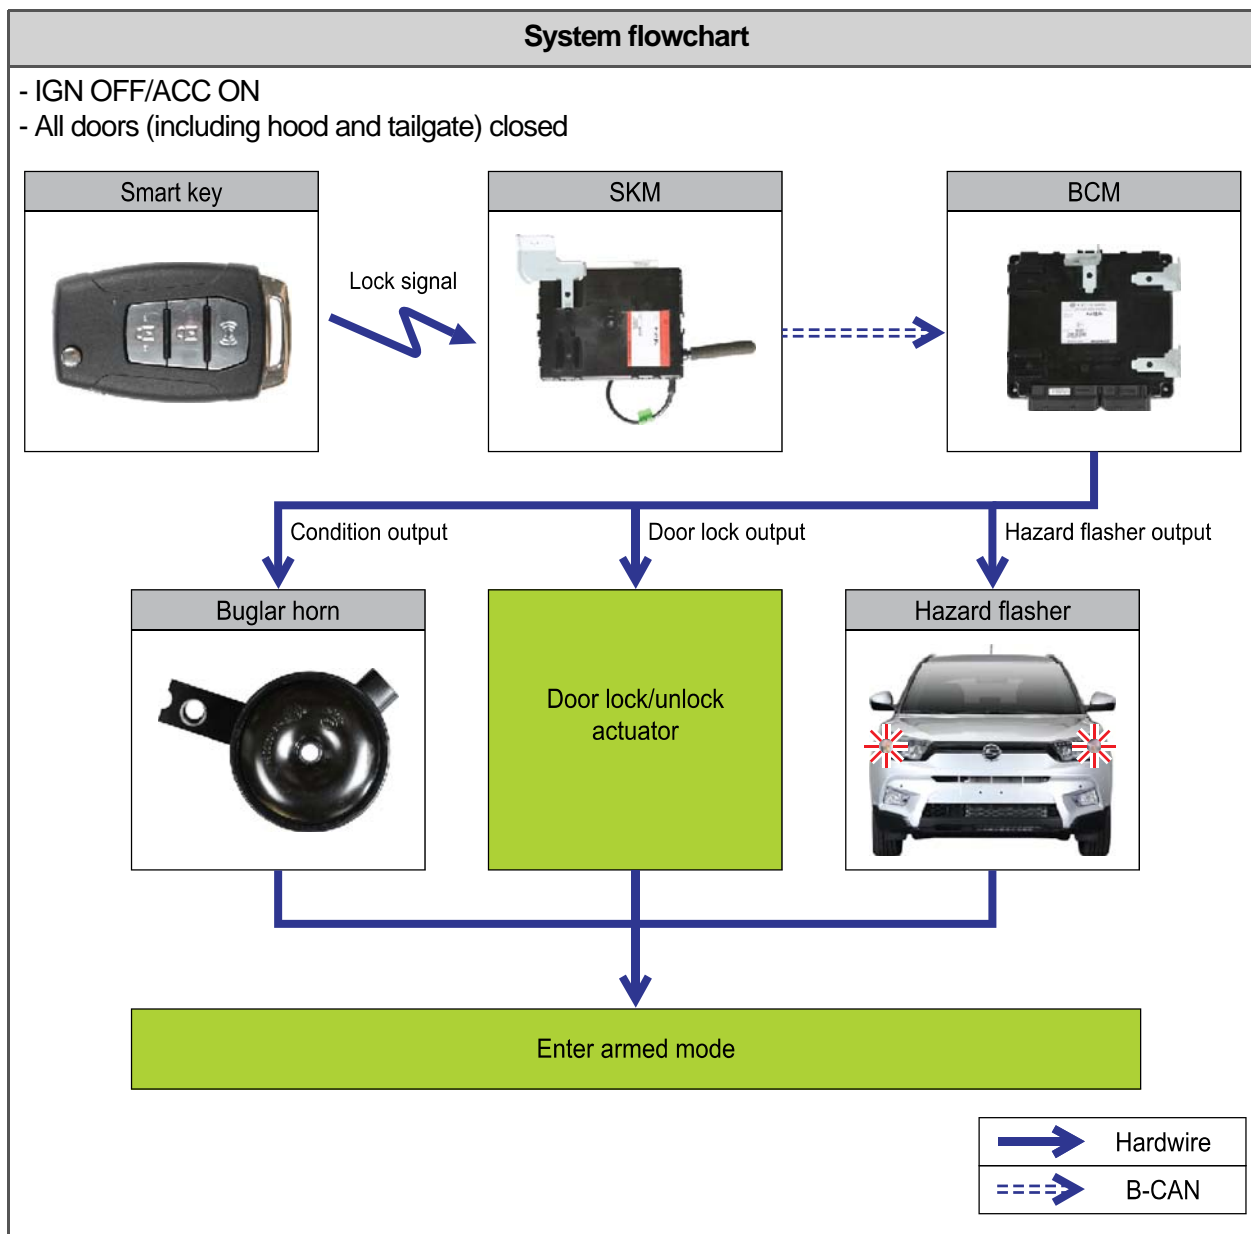 System flowchart
- IGN OFF/ACC ON
- All doors (including hood and tailgate) closed
Smart key
SKM
BCM
Lock signal
Condition output
Door lock output
Hazard flasher output
Buglar horn
Door lock/unlock
actuator
Hazard flasher
Enter armed mode
Hardwire
B-CAN